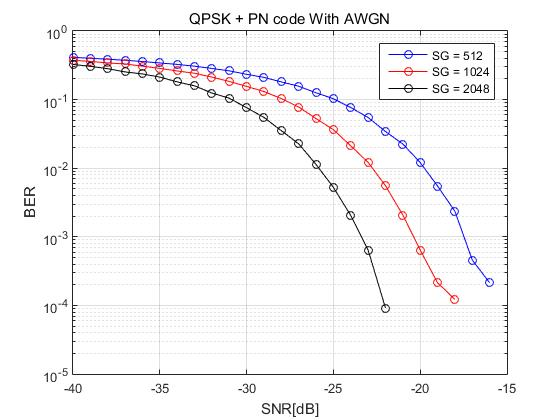 QPSK + PN code With AWGN
10^0
10^-1
10^-2
10^-3
10^-4
10^-5
BER
SG = 512
SG = 1024
SG = 2048
-40 -35 -30 -25 -20 -15
SNR[dB]